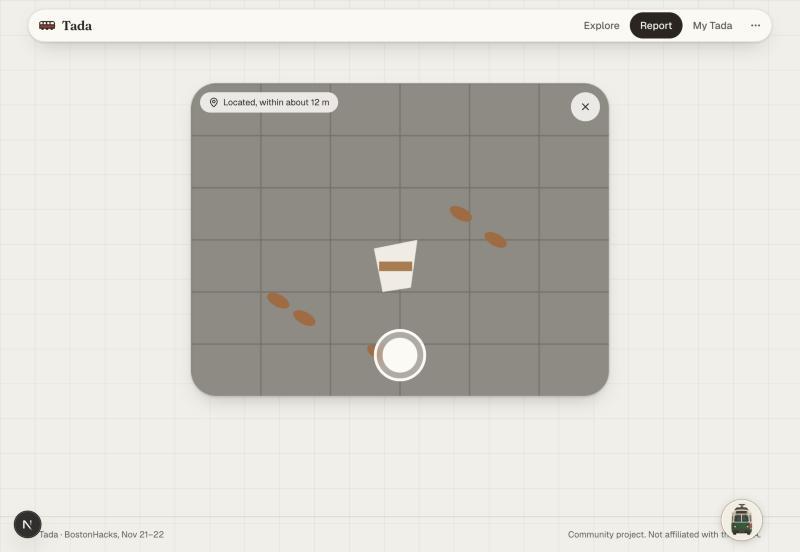 Tada
Explore
Report
My Tada
Located, within about 12 m
N
Tada · BostonHacks, Nov 21–22
Community project. Not affiliated with